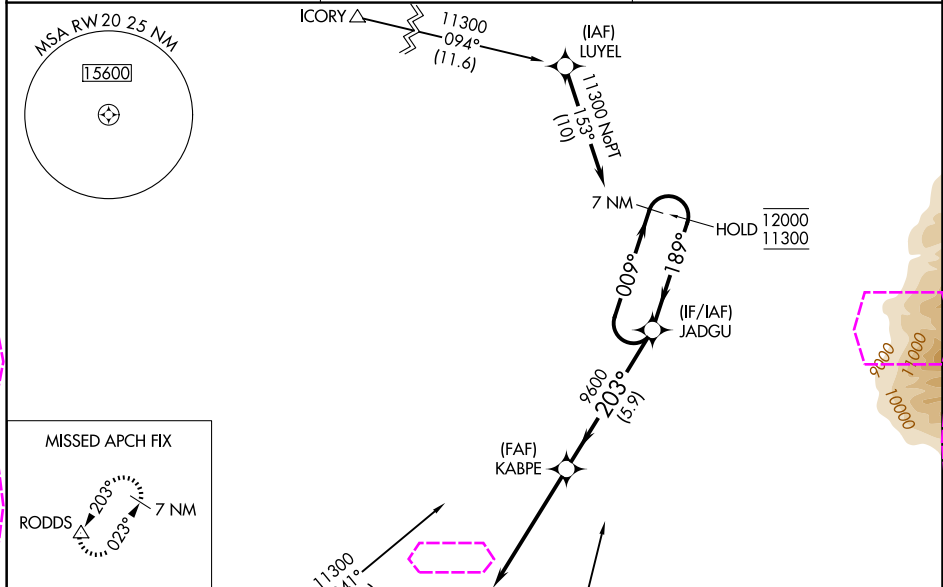 MSA RW 20 25 NM
15600
ICORY
11300
094°
(11.6)
(IAF)
LUYEL
11300 NoPT
153°
(10)
7 NM
HOLD
12000
11300
009°
189°
(IF/IAF)
JADGU
9600
203°
(5.9)
(FAF)
KABPE
9000
11000
10000
MISSED APCH FIX
RODDS
203°
023°
7 NM
11300